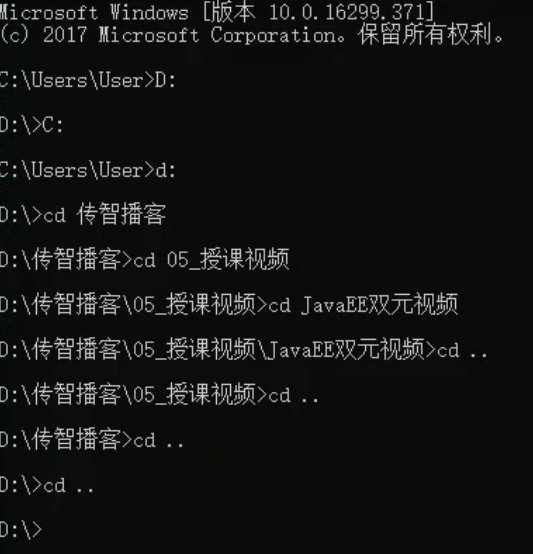 Microsoft Windows [版本 10.0.16299.371]
(c) 2017 Microsoft Corporation。保留所有权利。
C:\Users\User>D:
D:\>C:
C:\Users\User>d:
D:\>cd 传智播客
D:\传智播客>cd 05_授课视频
D:\传智播客\05_授课视频>cd JavaEE双元视频
D:\传智播客\05_授课视频\JavaEE双元视频>cd ..
D:\传智播客\05_授课视频>cd ..
D:\传智播客>cd ..
D:\>cd ..
D:\>